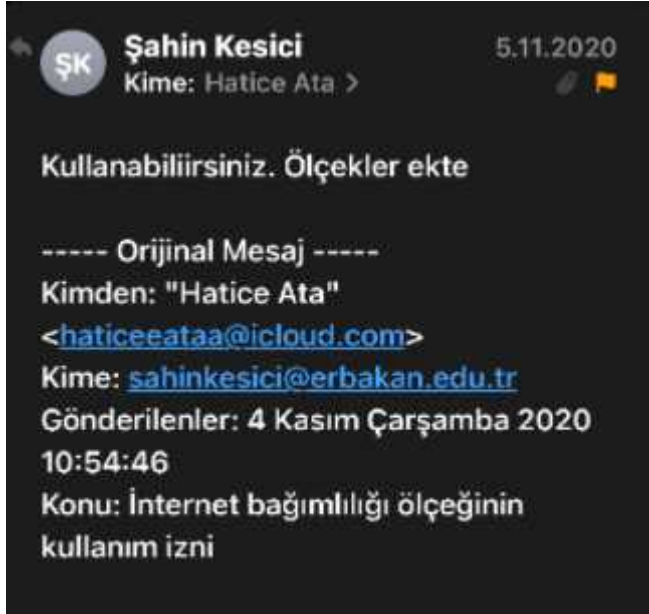 ŞK
Şahin Kesici
5.11.2020
Kime: Hatice Ata >
Kullanabiliirsiniz. Ölçekler ekte
----- Orijinal Mesaj -----
Kimden: "Hatice Ata"
<haticeeataa@icloud.com>
Kime: sahinkesici@erbakan.edu.tr
Gönderilenler: 4 Kasım Çarşamba 2020
10:54:46
Konu: İnternet bağımlılığı ölçeğinin
kullanım izni